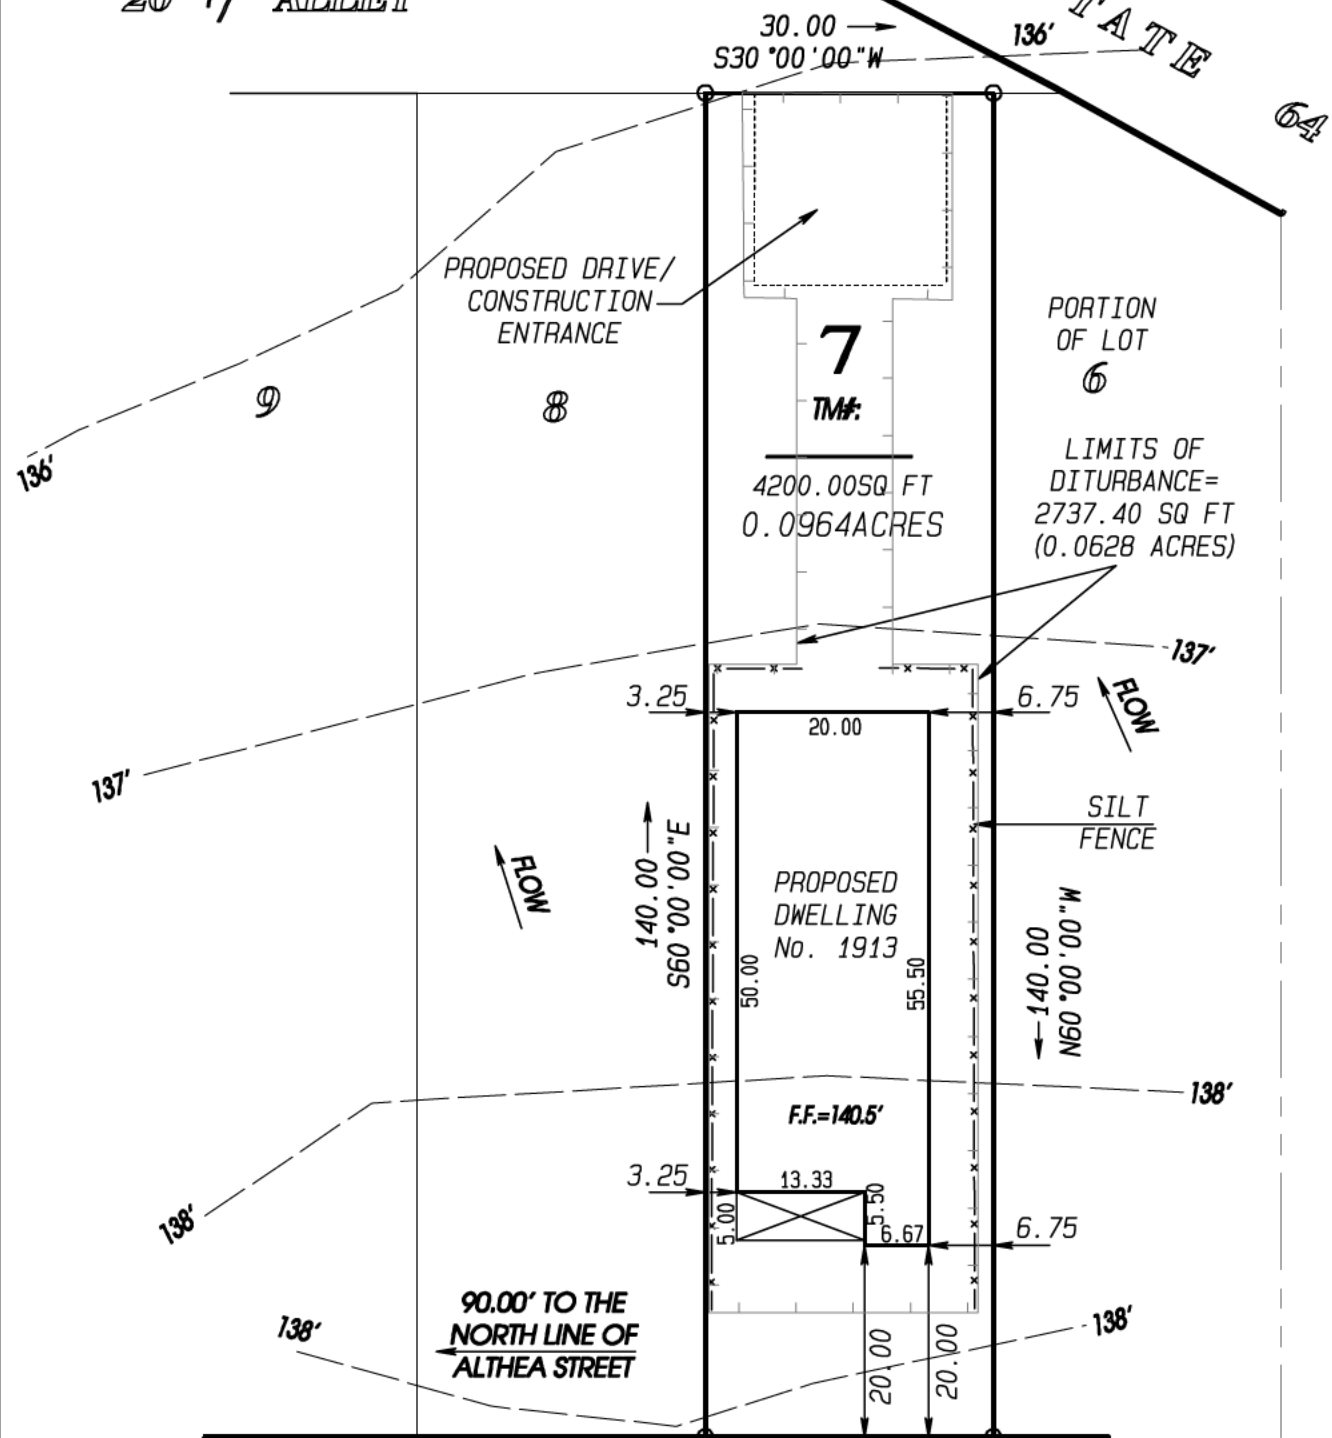 20' +/- ALLEY
30.00
S30°00'00"W
136'
TATE
64
PROPOSED DRIVE/
CONSTRUCTION
ENTRANCE
7
TM#:
4200.00SQ FT
0.0964ACRES
PORTION
OF LOT
6
9
8
136'
LIMITS OF
DITURBANCE=
2737.40 SQ FT
(0.0628 ACRES)
137'
3.25
20.00
6.75
FLOW
137'
SILT
FENCE
140.00
S60°00'00"E
FLOW
PROPOSED
DWELLING
No. 1913
50.00
55.50
140.00
N60°00'00"W
138'
F.F.=140.5'
3.25
13.33
5.00
5.50
6.67
6.75
138'
90.00' TO THE
NORTH LINE OF
ALTHEA STREET
138'
20.00
20.00
138'